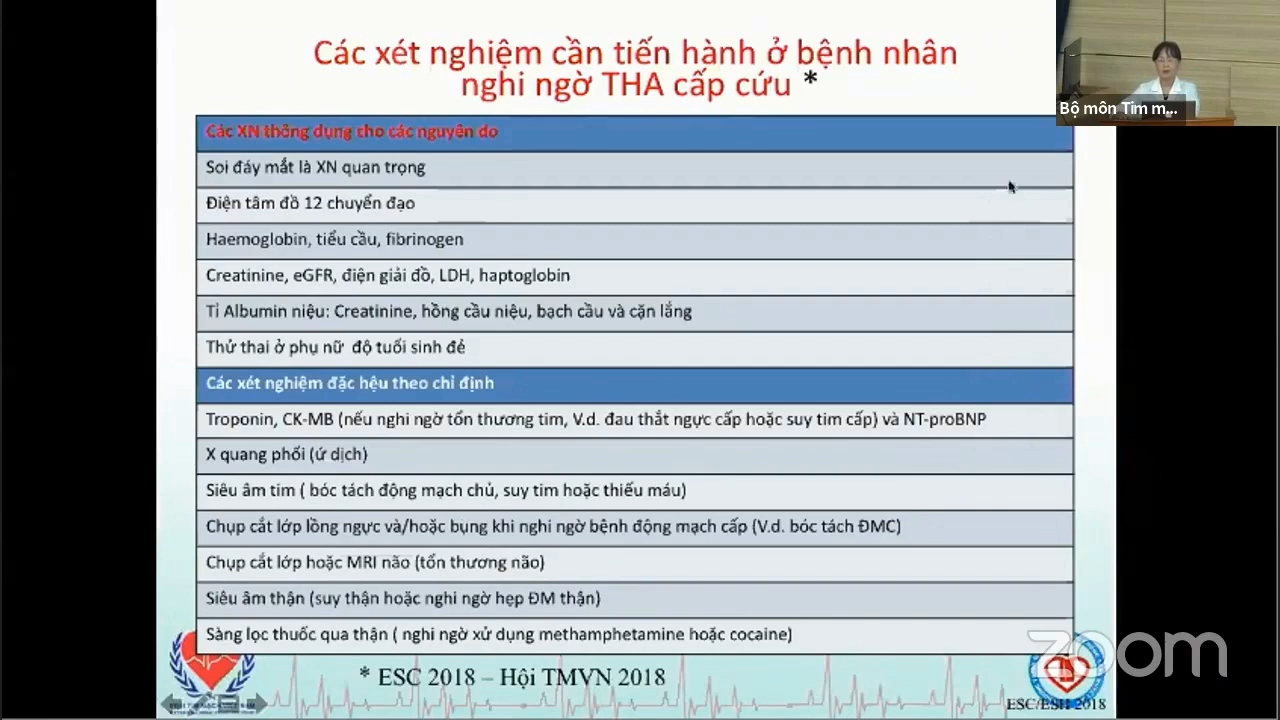 Các xét nghiệm cần tiến hành ở bệnh nhân
nghi ngờ THA cấp cứu *
Bộ môn Tim m...
Các XN thông dụng cho các nguyên do
Soi đáy mắt là XN quan trọng
Điện tâm đồ 12 chuyển đạo
Haemoglobin, tiểu cầu, fibrinogen
Creatinine, eGFR, điện giải đồ, LDH, haptoglobin
Tỉ Albumin niệu: Creatinine, hồng cầu niệu, bạch cầu và cặn lắng
Thử thai ở phụ nữ độ tuổi sinh đẻ
Các xét nghiệm đặc hệu theo chỉ định
Troponin, CK-MB (nếu nghi ngờ tổn thương tim, V.d. đau thắt ngực cấp hoặc suy tim cấp) và NT-proBNP
X quang phổi (ứ dịch)
Siêu âm tim ( bóc tách động mạch chủ, suy tim hoặc thiếu máu)
Chụp cắt lớp lồng ngực và/hoặc bụng khi nghi ngờ bệnh động mạch cấp (V.d. bóc tách ĐMC)
Chụp cắt lớp hoặc MRI não (tổn thương não)
Siêu âm thận (suy thận hoặc nghi ngờ hẹp ĐM thận)
Sàng lọc thuốc qua thận ( nghi ngờ xử dụng methamphetamine hoặc cocaine)
zoom
* ESC 2018 – Hội TMVN 2018
ESC/ESH 2018